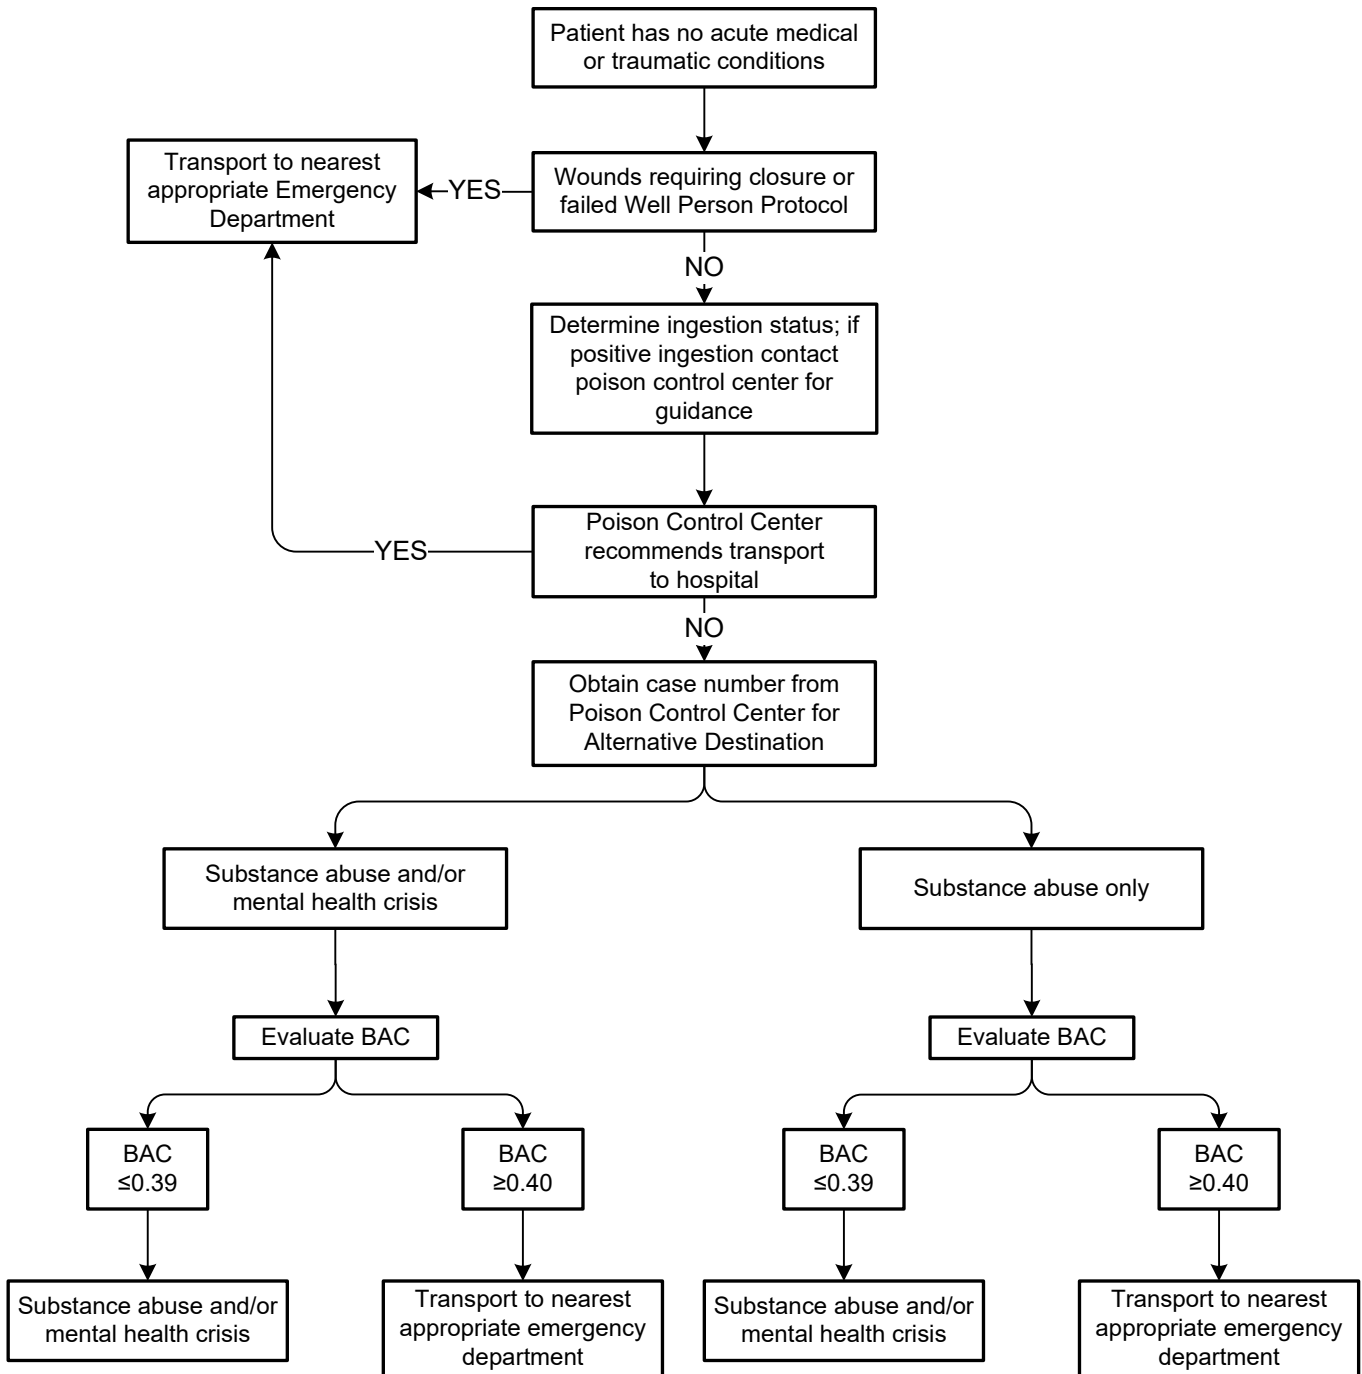 Patient has no acute medical
or traumatic conditions
Transport to nearest
appropriate Emergency
Department
YES
Wounds requiring closure or
failed Well Person Protocol
NO
Determine ingestion status; if
positive ingestion contact
poison control center for
guidance
Poison Control Center
recommends transport
to hospital
YES
NO
Obtain case number from
Poison Control Center for
Alternative Destination
Substance abuse and/or
mental health crisis
Substance abuse only
Evaluate BAC
Evaluate BAC
BAC
≤0.39
BAC
≥0.40
BAC
≤0.39
BAC
≥0.40
Substance abuse and/or
mental health crisis
Transport to nearest
appropriate emergency
department
Substance abuse and/or
mental health crisis
Transport to nearest
appropriate emergency
department